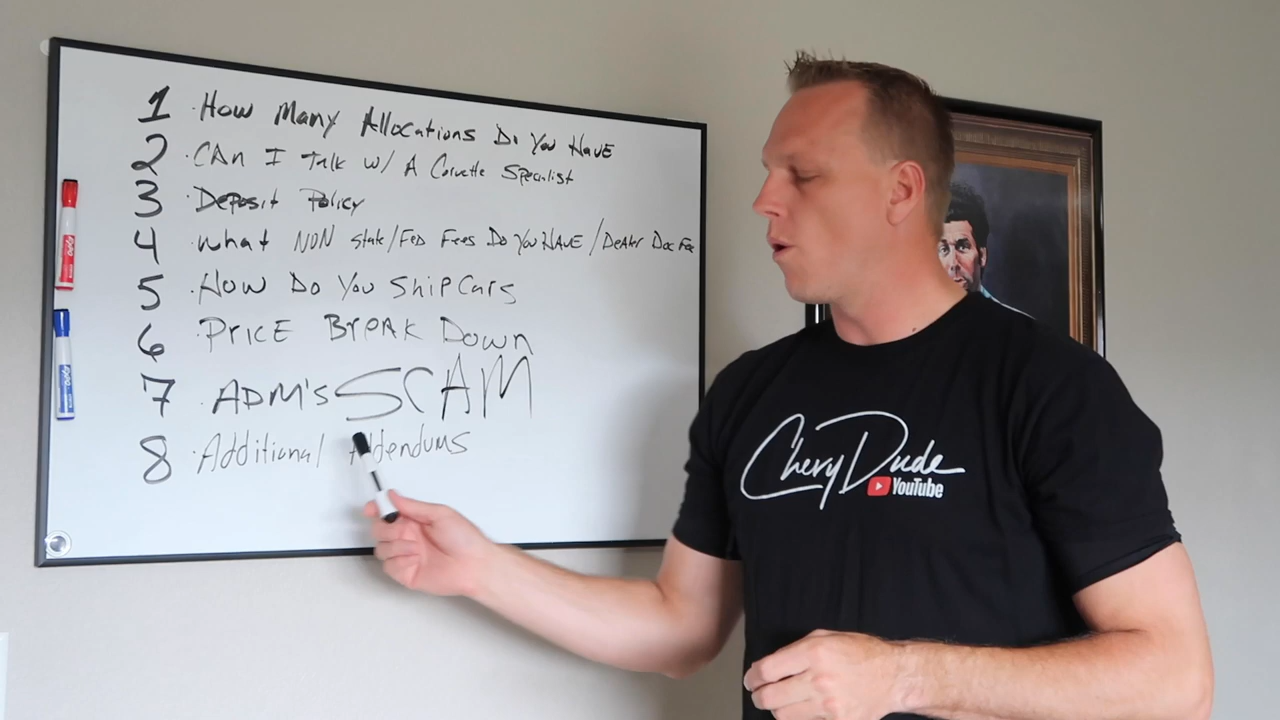 1 · How Many Allocations Do You Have
2 · CAn I Talk w/ A Corvette Specialist
3 · Deposit Policy
4 · what NON State/Fed Fees Do You HAVE / Dealer Doc Fee
5 · How Do You Ship Cars
6 · Price Break Down
7 · ADM's SCAM
8 · Additional Addendums
EXPO
EXPO
Chevy Dude
YouTube